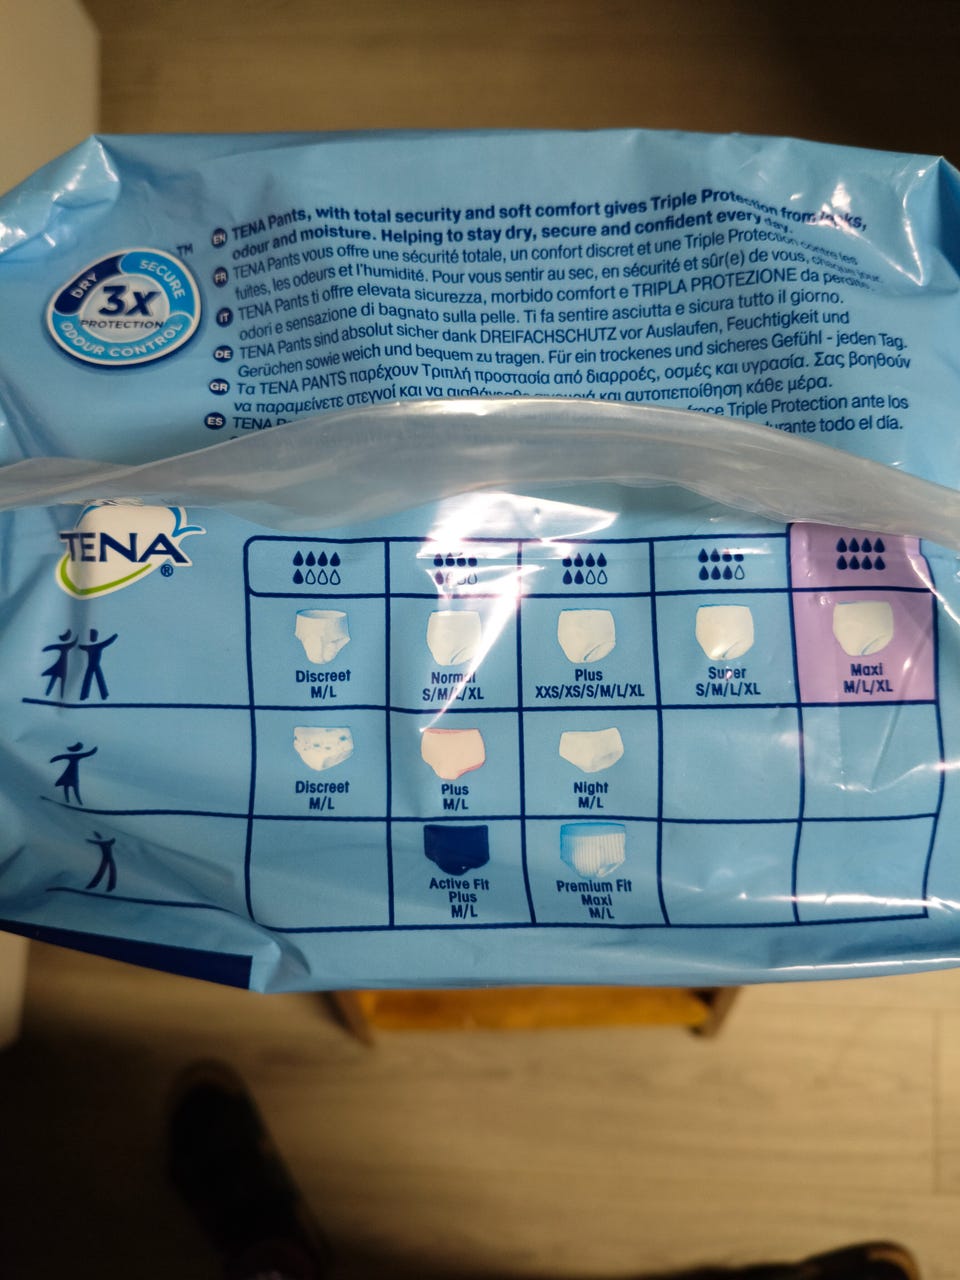 EN TENA Pants, with total security and soft comfort gives Triple Protection from leaks,
odour and moisture. Helping to stay dry, secure and confident every day.
FR TENA Pants vous offre une sécurité totale, un confort discret et une Triple Protection contre les
fuites, les odeurs et l'humidité. Pour vous sentir au sec, en sécurité et sûr(e) de vous, chaque jour.
IT TENA Pants ti offre elevata sicurezza, morbido comfort e TRIPLA PROTEZIONE da perdite,
odori e sensazione di bagnato sulla pelle. Ti fa sentire asciutta e sicura tutto il giorno.
DE TENA Pants sind absolut sicher dank DREIFACHSCHUTZ vor Auslaufen, Feuchtigkeit und
Gerüchen sowie weich und bequem zu tragen. Für ein trockenes und sicheres Gefühl - jeden Tag.
GR Τα TENA PANTS παρέχουν Τριπλή προστασία από διαρροές, οσμές και υγρασία. Σας βοηθούν
να παραμείνετε στεγνοί και να και αυτοπεποίθηση κάθε μέρα.
ES TENA Triple Protection ante los
durante todo el día.
TM
DRY
SECURE
3x
PROTECTION
ODOUR CONTROL
TENA®
Discreet
M/L
Normal
S/M/L/XL
Plus
XXS/XS/S/M/L/XL
Super
S/M/L/XL
Maxi
M/L/XL
Discreet
M/L
Plus
M/L
Night
M/L
Active Fit
Plus
M/L
Premium Fit
Maxi
M/L